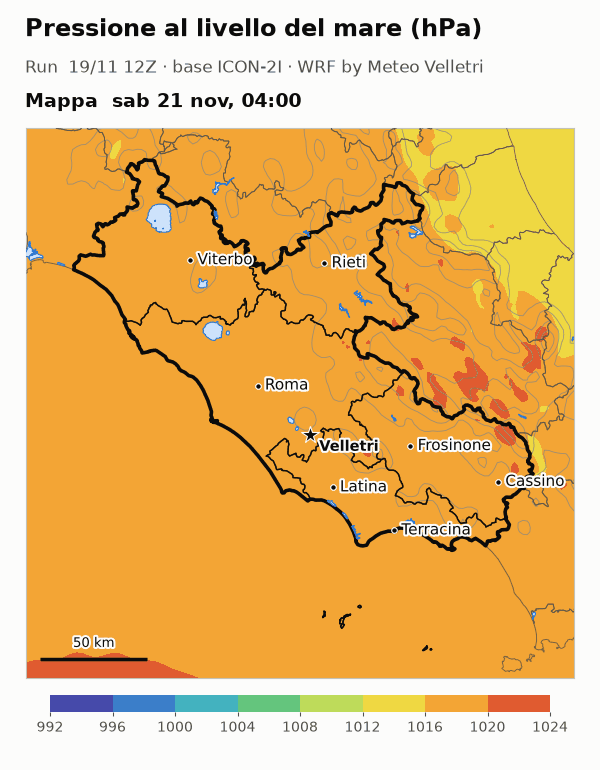 Pressione al livello del mare (hPa)
Run  19/11 12Z · base ICON-2I · WRF by Meteo Velletri
Mappa  sab 21 nov, 04:00
Viterbo
Rieti
Roma
Velletri
Frosinone
Latina
Cassino
Terracina
50 km
992 996 1000 1004 1008 1012 1016 1020 1024